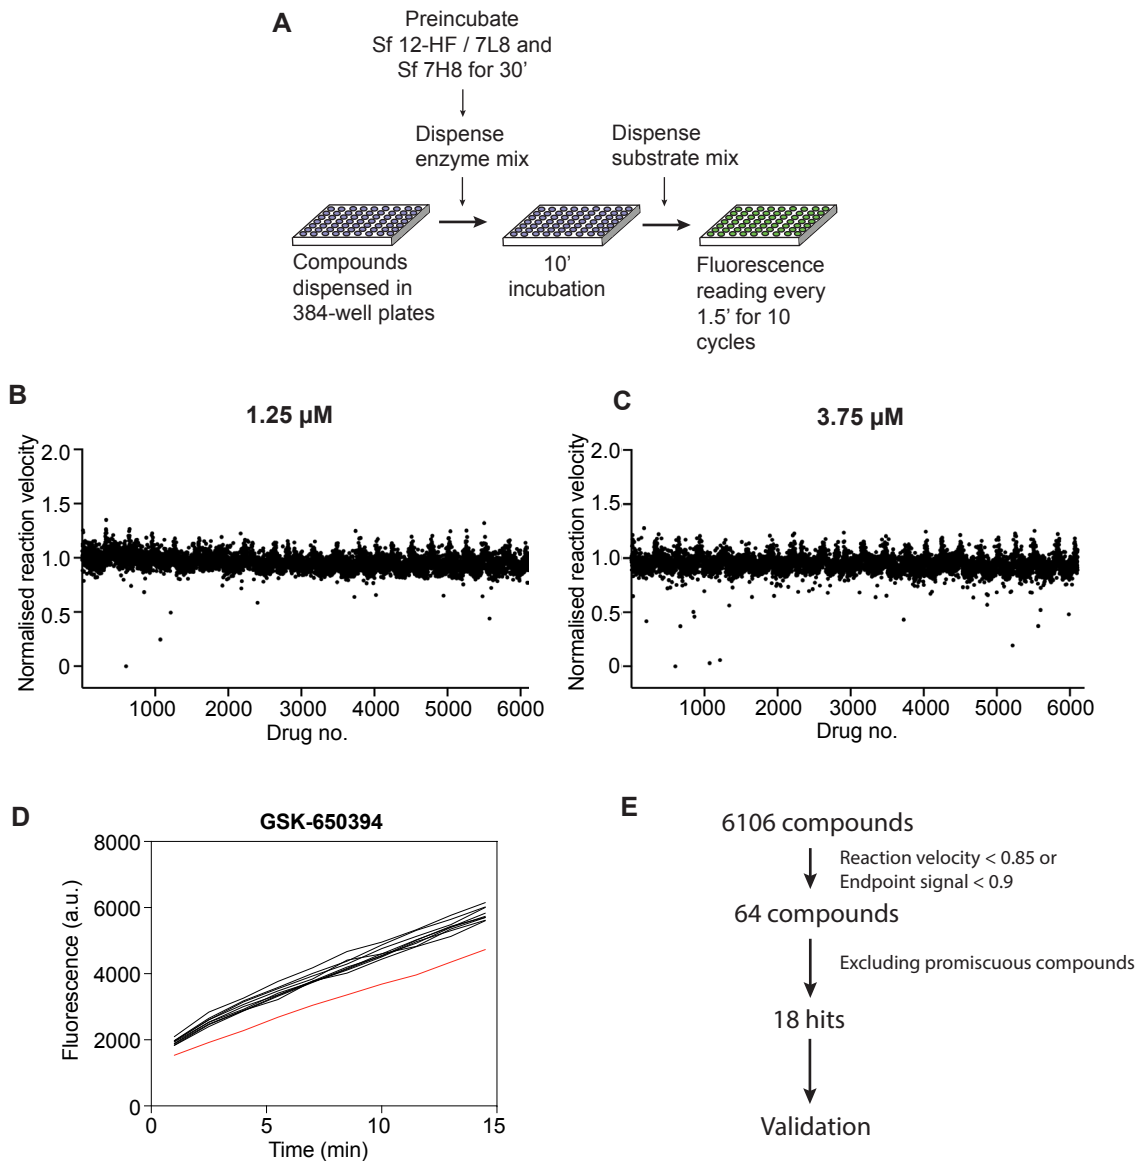 A
Preincubate
Sf 12-HF / 7L8 and
Sf 7H8 for 30'
Dispense
enzyme mix
Dispense
substrate mix
Compounds
dispensed in
384-well plates
10'
incubation
Fluorescence
reading every
1.5' for 10
cycles
B
1.25 µM
Normalised reaction velocity
2.0
1.5
1.0
0.5
0
1000 2000 3000 4000 5000 6000
Drug no.
C
3.75 µM
Normalised reaction velocity
2.0
1.5
1.0
0.5
0
1000 2000 3000 4000 5000 6000
Drug no.
D
GSK-650394
Fluorescence (a.u.)
8000
6000
4000
2000
0
0 5 10 15
Time (min)
E
6106 compounds
Reaction velocity < 0.85 or
Endpoint signal < 0.9
64 compounds
Excluding promiscuous compounds
18 hits
Validation